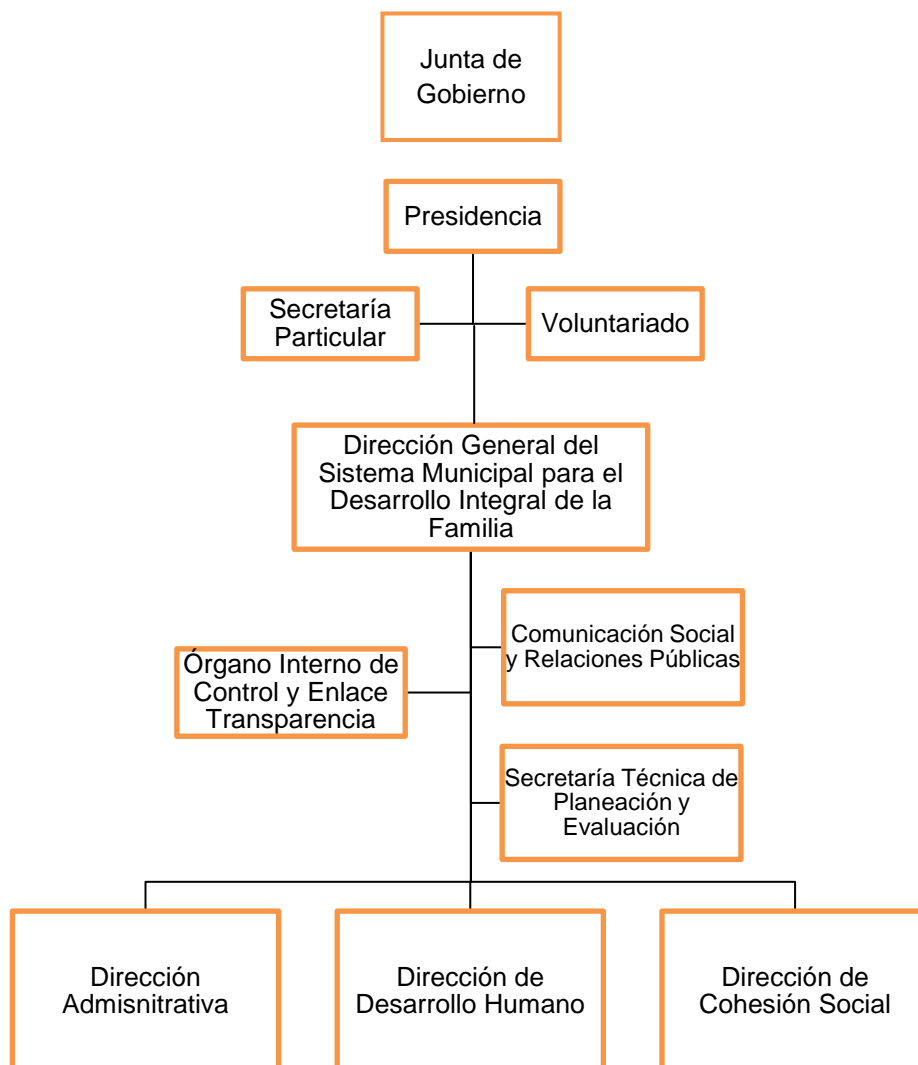 Junta de
Gobierno
Presidencia
Secretaría
Particular
Voluntariado
Dirección General del
Sistema Municipal para el
Desarrollo Integral de la
Familia
Comunicación Social
y Relaciones Públicas
Órgano Interno de
Control y Enlace
Transparencia
Secretaría Técnica de
Planeación y
Evaluación
Dirección
Admisnitrativa
Dirección de
Desarrollo Humano
Dirección de
Cohesión Social